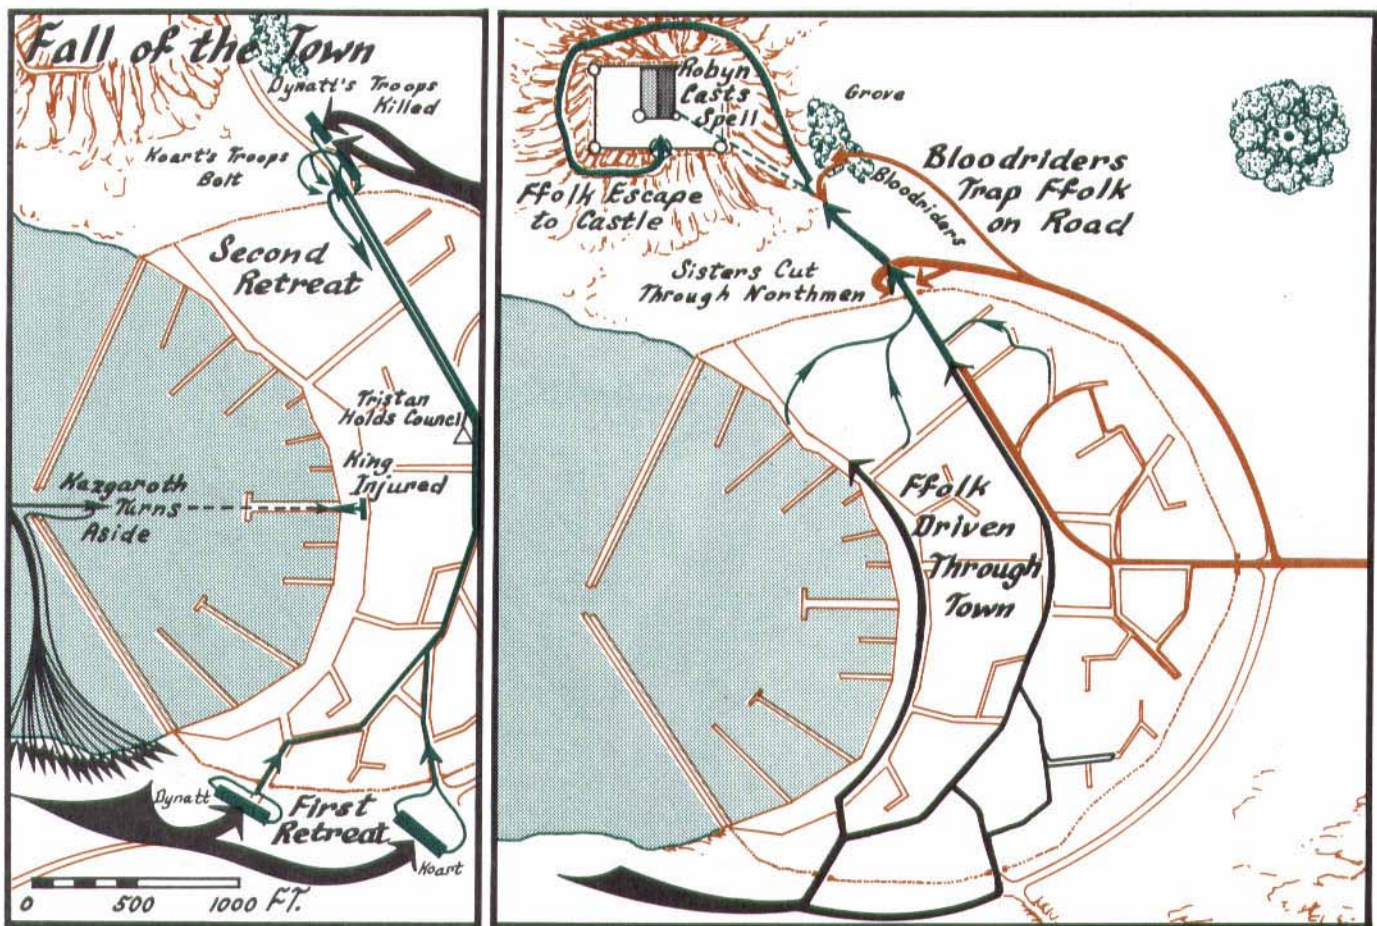 Fall of the Town
Dynatt's Troops
Killed
Koart's Troops
Bolt
Second
Retreat
Tristan
Holds Council
King
Injured
Kazgaroth
Turns
Aside
Dynatt
First
Retreat
Koart
0 500 1000 FT.
Robyn
Casts
Spell
Grove
Ffolk Escape
to Castle
Bloodriders
Trap Ffolk
on Road
Bloodriders
Sisters Cut
Through Northmen
Ffolk
Driven
Through
Town